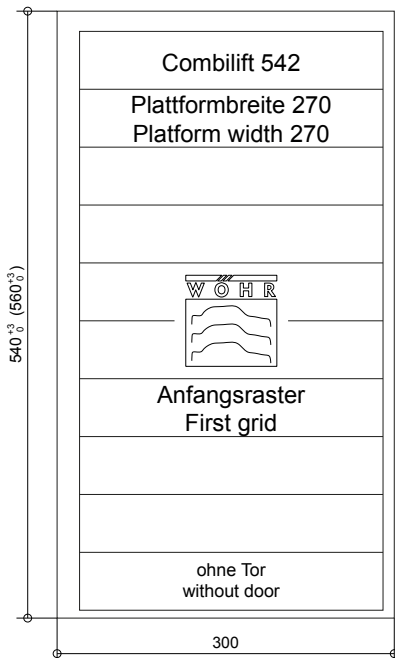 Combilift 542
Plattformbreite 270
Platform width 270
WÖHR
Anfangsraster
First grid
ohne Tor
without door
540 +3 0 (560 +3 0)
300